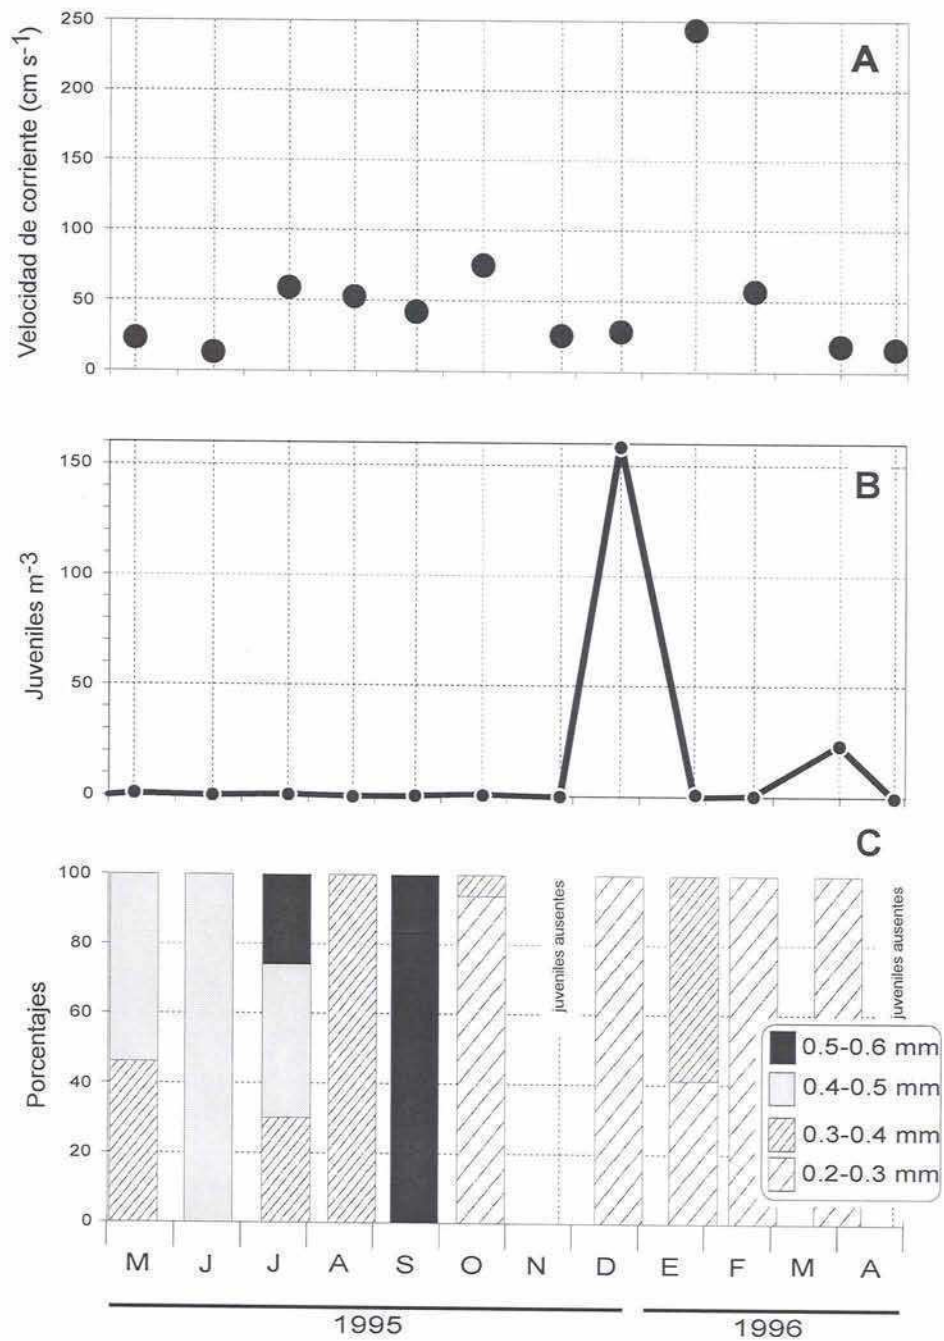 250
200
150
100
50
0
Velocidad de corriente (cm s-1)
A
150
100
50
0
Juveniles m-3
B
C
100
80
60
40
20
0
Porcentajes
juveniles ausentes
juveniles ausentes
0.5-0.6 mm
0.4-0.5 mm
0.3-0.4 mm
0.2-0.3 mm
M J J A S O N D E F M A
1995 1996